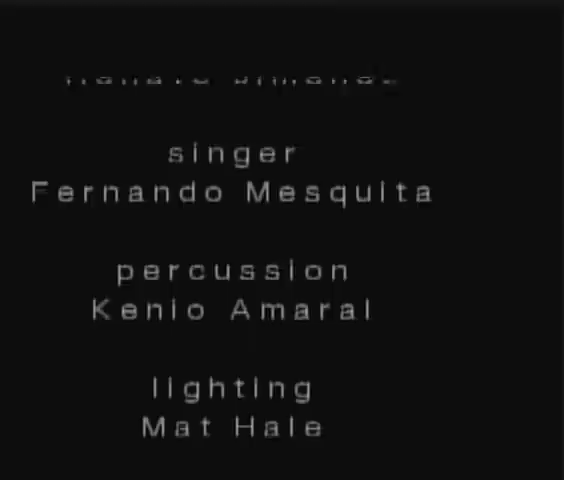 singer
Fernando Mesquita
percussion
Kenio Amaral
lighting
Mat Hale